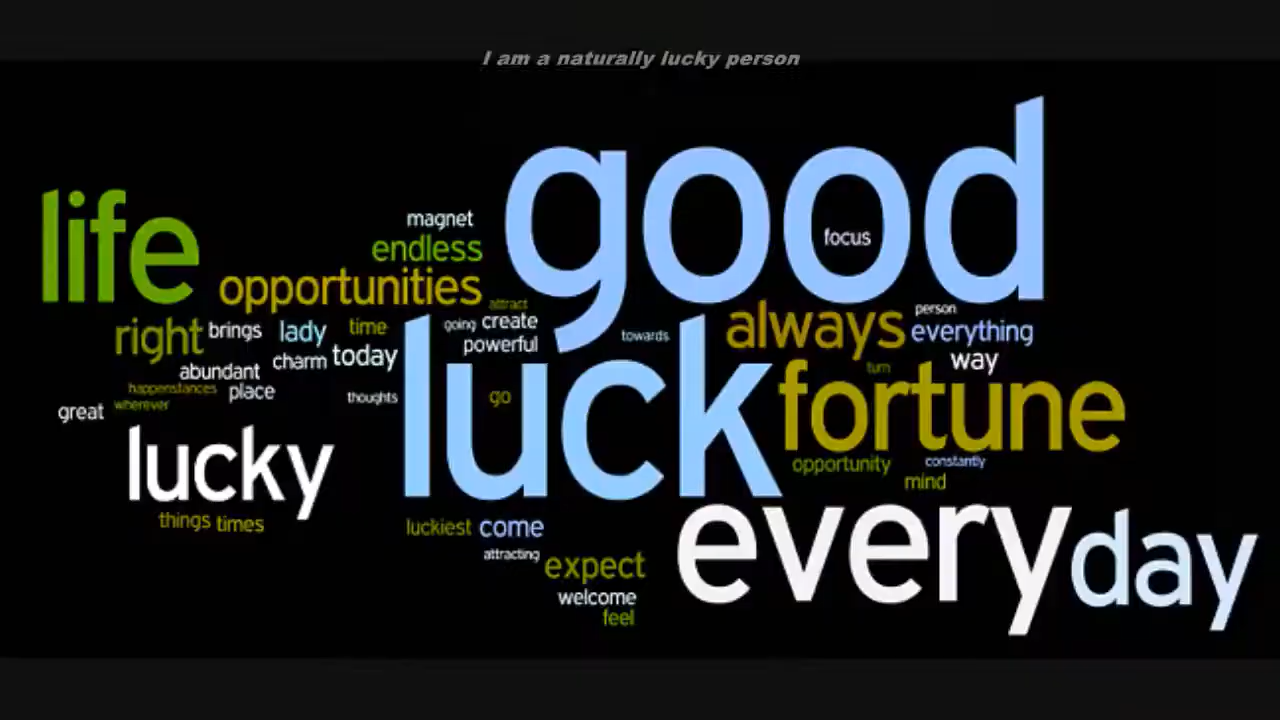 I am a naturally lucky person
good
life
magnet
focus
endless
opportunities
attract
person
right brings lady time
going create
towards
always everything
charm today
powerful
luck
way
abundant
turn
happenstances
place
thoughts
go
fortune
great wherever
lucky
opportunity constantly
mind
things times
luckiest come
every day
attracting
expect
welcome
feel